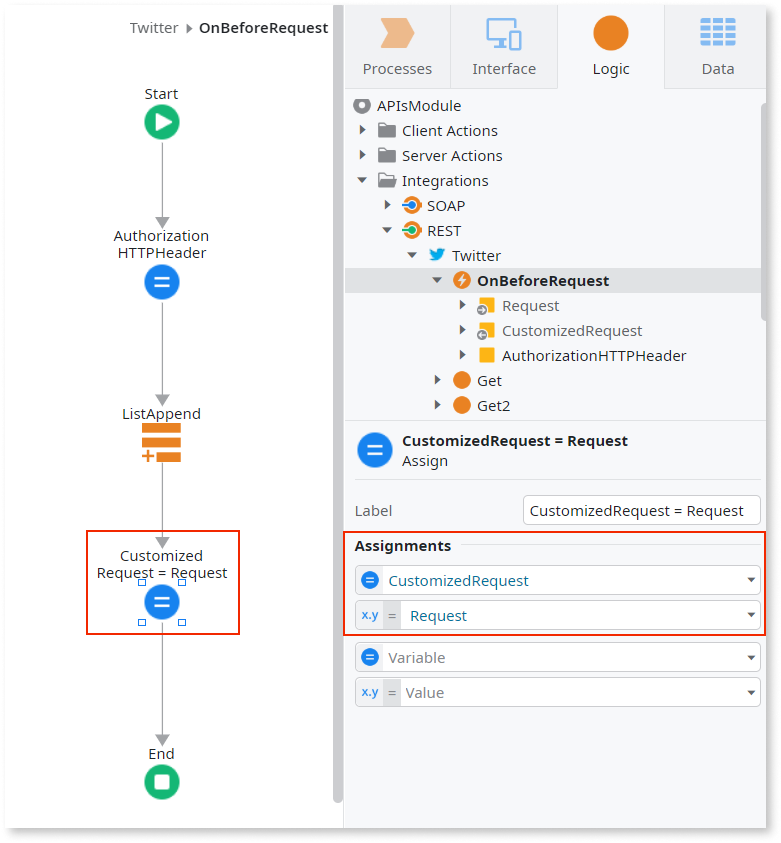 Twitter ▸ OnBeforeRequest
Start
Authorization
HTTPHeader
ListAppend
Customized
Request = Request
End
Processes
Interface
Logic
Data
APIsModule
Client Actions
Server Actions
Integrations
SOAP
REST
Twitter
OnBeforeRequest
Request
CustomizedRequest
AuthorizationHTTPHeader
Get
Get2
CustomizedRequest = Request
Assign
Label
CustomizedRequest = Request
Assignments
CustomizedRequest
x.y = Request
Variable
x.y = Value